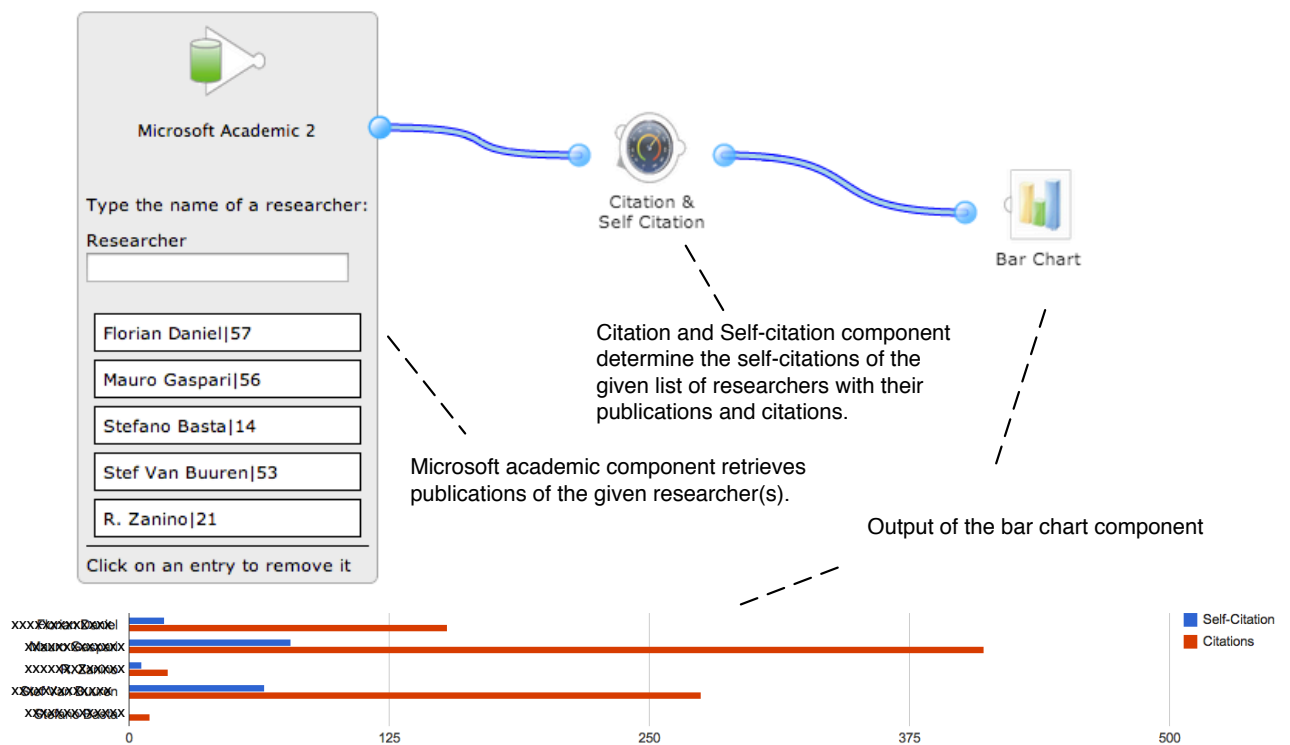 Microsoft Academic 2
Type the name of a researcher:
Researcher
Florian Daniel|57
Mauro Gaspari|56
Stefano Basta|14
Stef Van Buuren|53
R. Zanino|21
Click on an entry to remove it
Citation &
Self Citation
Bar Chart
Citation and Self-citation component
determine the self-citations of the
given list of researchers with their
publications and citations.
Microsoft academic component retrieves
publications of the given researcher(s).
Output of the bar chart component
Self-Citation
Citations
0 125 250 375 500